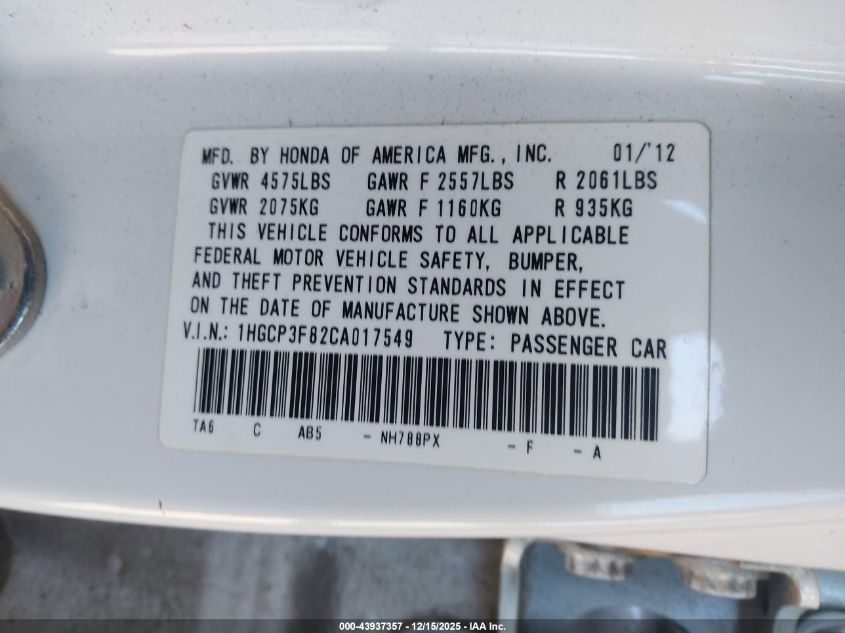 MFD. BY HONDA OF AMERICA MFG., INC. 01/'12
GVWR 4575LBS GAWR F 2557LBS R 2061LBS
GVWR 2075KG GAWR F 1160KG R 935KG
THIS VEHICLE CONFORMS TO ALL APPLICABLE
FEDERAL MOTOR VEHICLE SAFETY, BUMPER,
AND THEFT PREVENTION STANDARDS IN EFFECT
ON THE DATE OF MANUFACTURE SHOWN ABOVE.
V.I.N.: 1HGCP3F82CA017549 TYPE: PASSENGER CAR
TA6 C AB5 - NH788PX - F - A
000-43937357 - 12/15/2025 - IAA Inc.